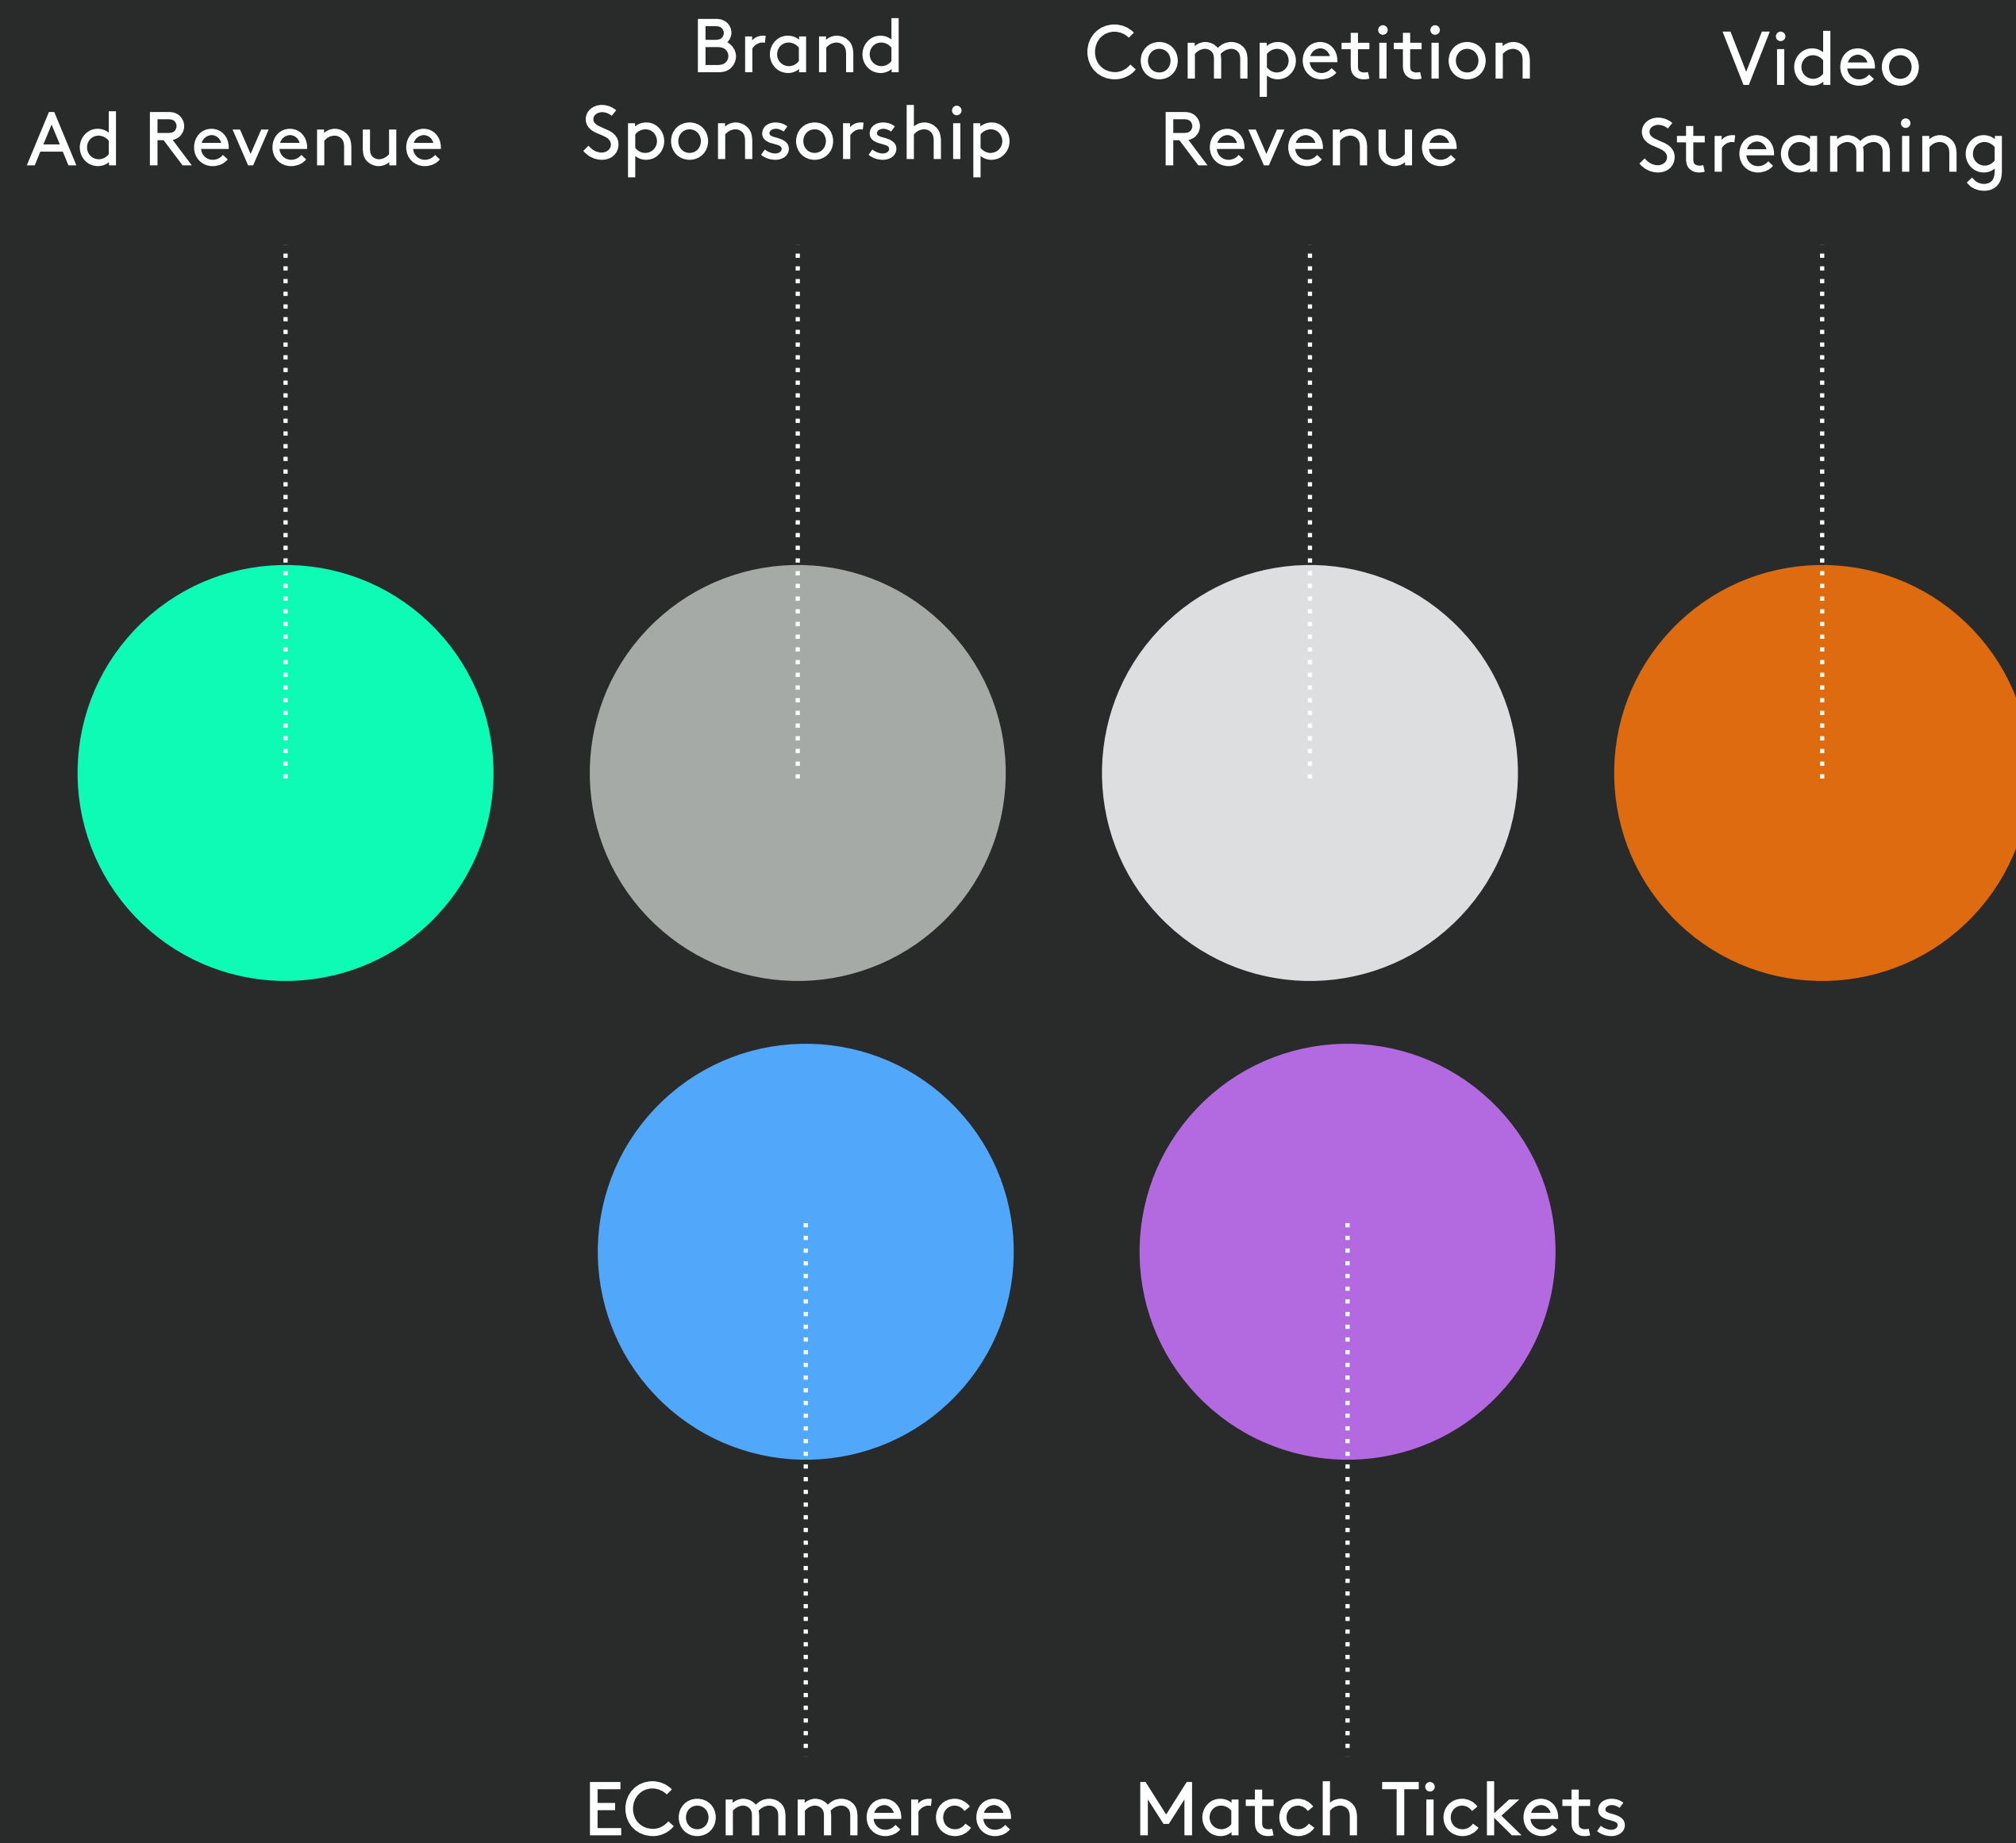 Ad Revenue
Brand
Sponsorship
Competition
Revenue
Video
Streaming
ECommerce
Match Tickets